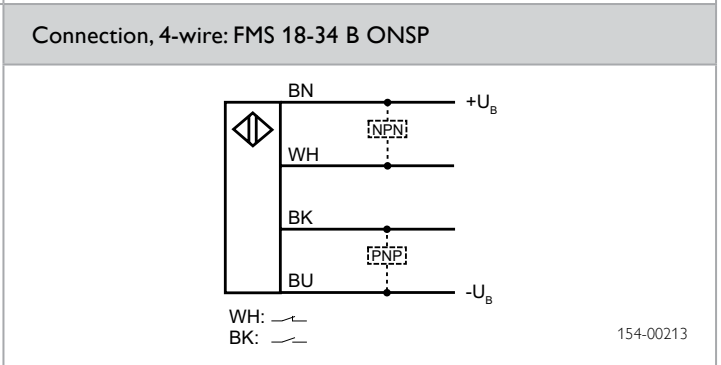 Connection, 4-wire: FMS 18-34 B ONSP
BN
+U_B
NPN
WH
BK
PNP
BU
-U_B
WH:
BK:
154-00213